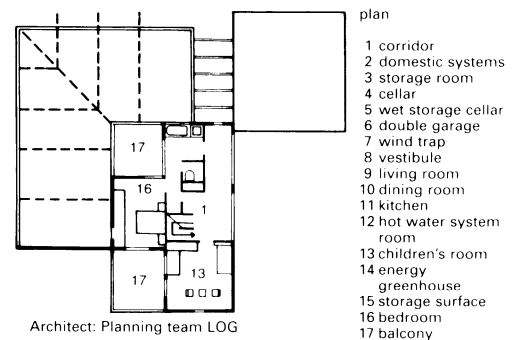 plan
1 corridor
2 domestic systems
3 storage room
4 cellar
5 wet storage cellar
6 double garage
7 wind trap
8 vestibule
9 living room
10 dining room
11 kitchen
12 hot water system
room
13 children's room
14 energy
greenhouse
15 storage surface
16 bedroom
17 balcony
17
16
1
17
13
Architect: Planning team LOG